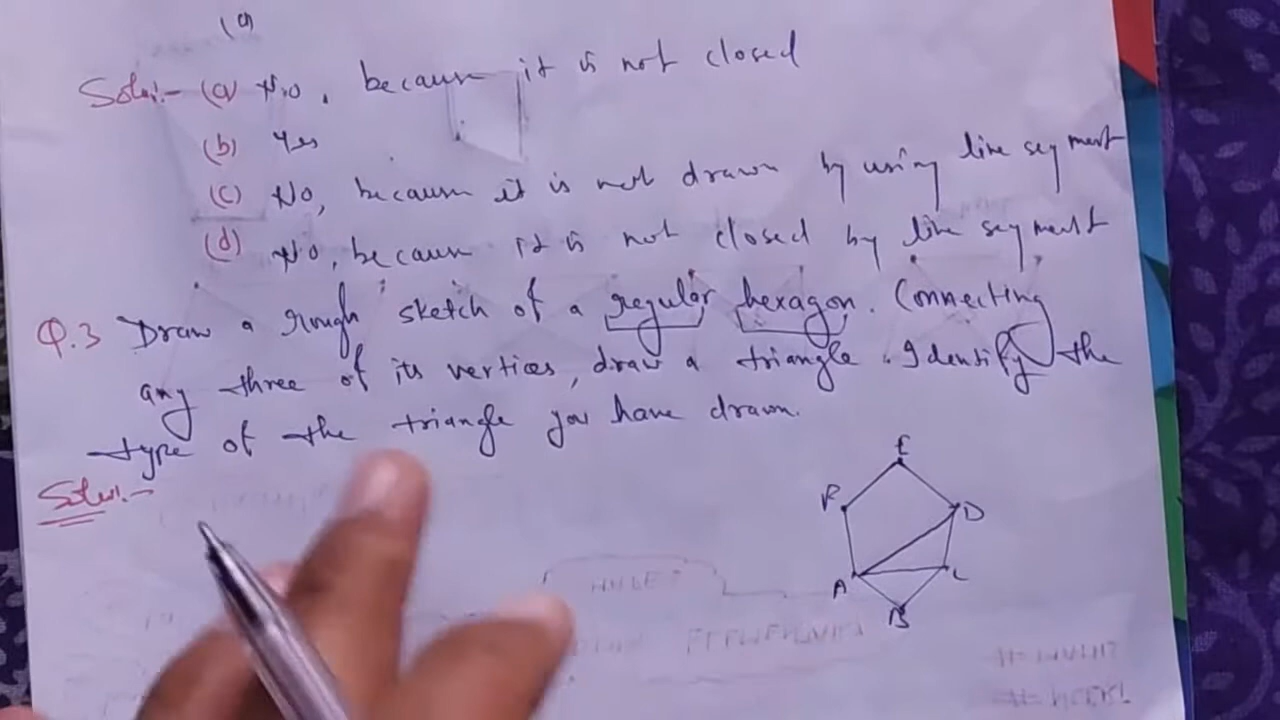 (a)
Soln:- (a) No, because it is not closed
(b) Yes
(c) No, because it is not drawn by using line segment
(d) No, because it is not closed by line segment
Q.3 Draw a rough sketch of a regular hexagon. Connecting
any three of its vertices, draw a triangle. Identify the
type of the triangle you have drawn.
Soln:-
E
F
D
A
C
B